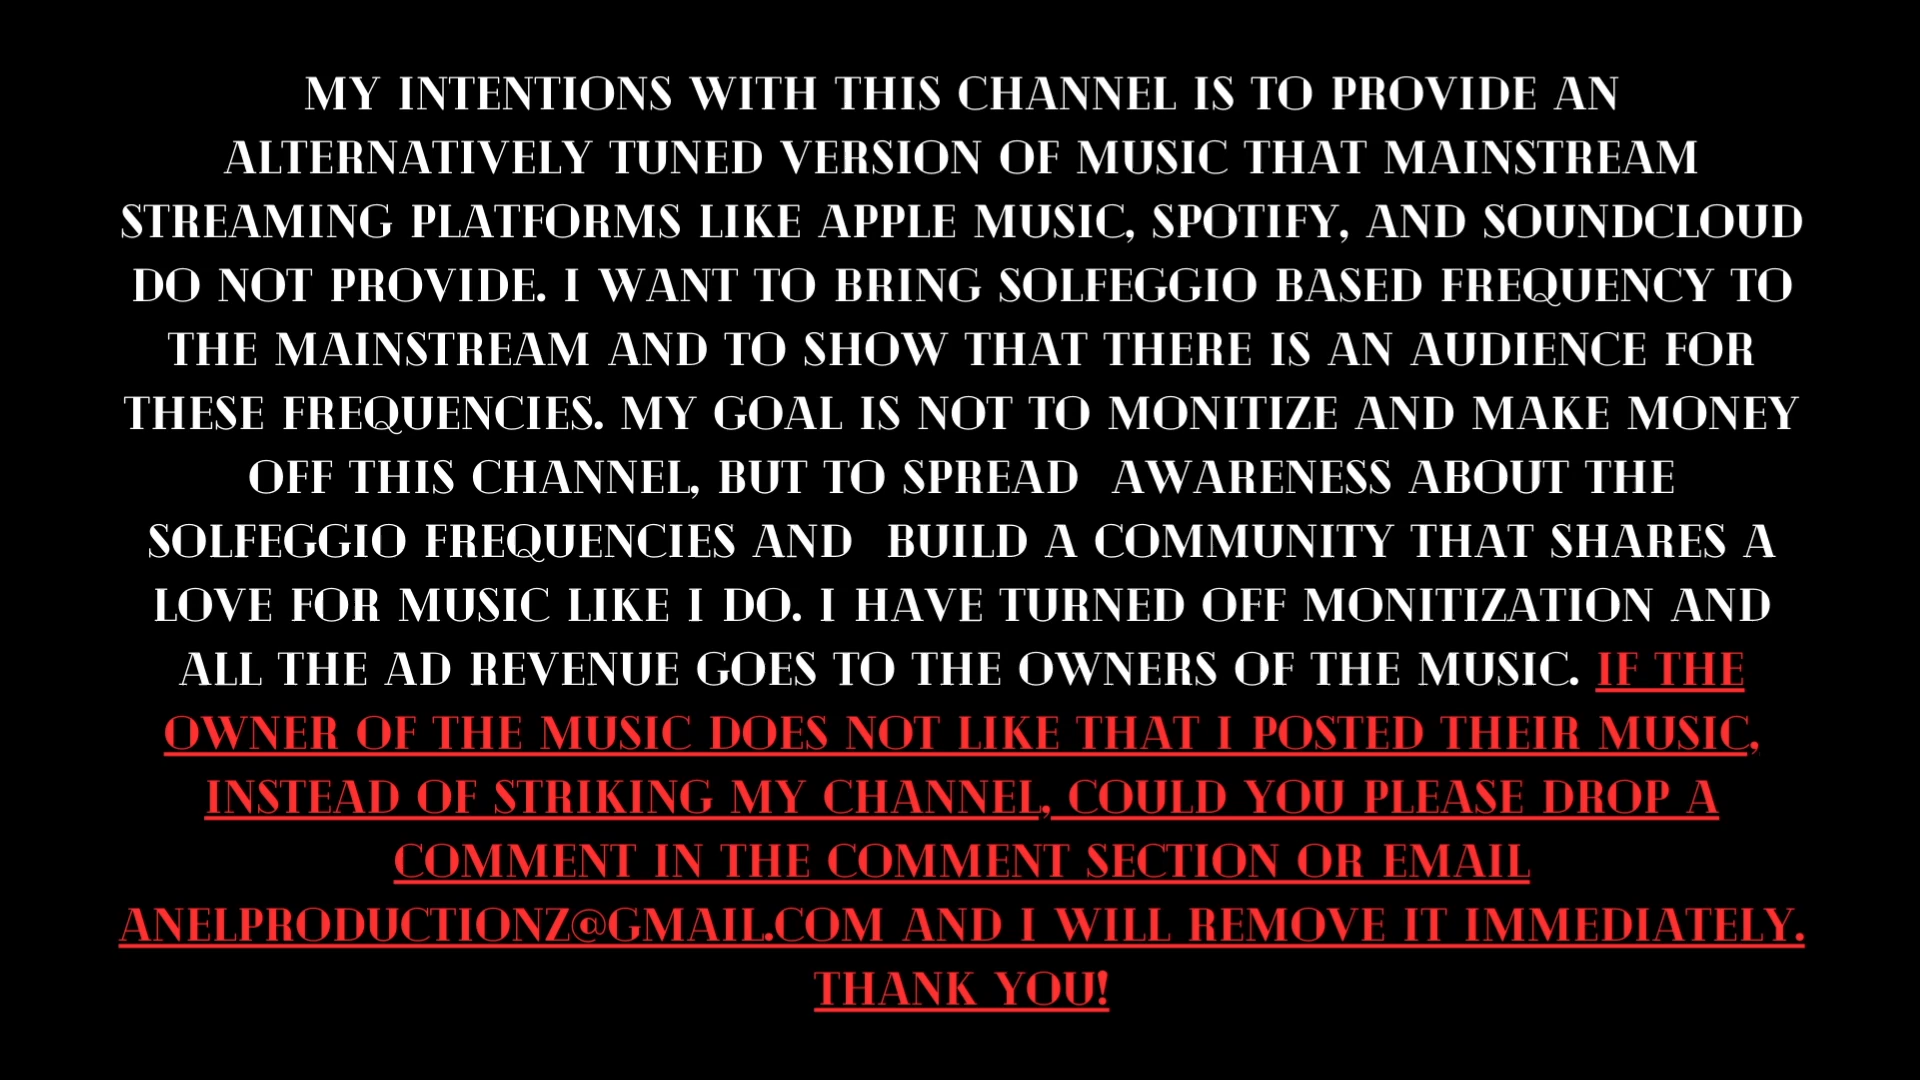 MY INTENTIONS WITH THIS CHANNEL IS TO PROVIDE AN
ALTERNATIVELY TUNED VERSION OF MUSIC THAT MAINSTREAM
STREAMING PLATFORMS LIKE APPLE MUSIC, SPOTIFY, AND SOUNDCLOUD
DO NOT PROVIDE. I WANT TO BRING SOLFEGGIO BASED FREQUENCY TO
THE MAINSTREAM AND TO SHOW THAT THERE IS AN AUDIENCE FOR
THESE FREQUENCIES. MY GOAL IS NOT TO MONITIZE AND MAKE MONEY
OFF THIS CHANNEL, BUT TO SPREAD  AWARENESS ABOUT THE
SOLFEGGIO FREQUENCIES AND  BUILD A COMMUNITY THAT SHARES A
LOVE FOR MUSIC LIKE I DO. I HAVE TURNED OFF MONITIZATION AND
ALL THE AD REVENUE GOES TO THE OWNERS OF THE MUSIC. IF THE
OWNER OF THE MUSIC DOES NOT LIKE THAT I POSTED THEIR MUSIC,
INSTEAD OF STRIKING MY CHANNEL, COULD YOU PLEASE DROP A
COMMENT IN THE COMMENT SECTION OR EMAIL
ANELPRODUCTIONZ@GMAIL.COM AND I WILL REMOVE IT IMMEDIATELY.
THANK YOU!